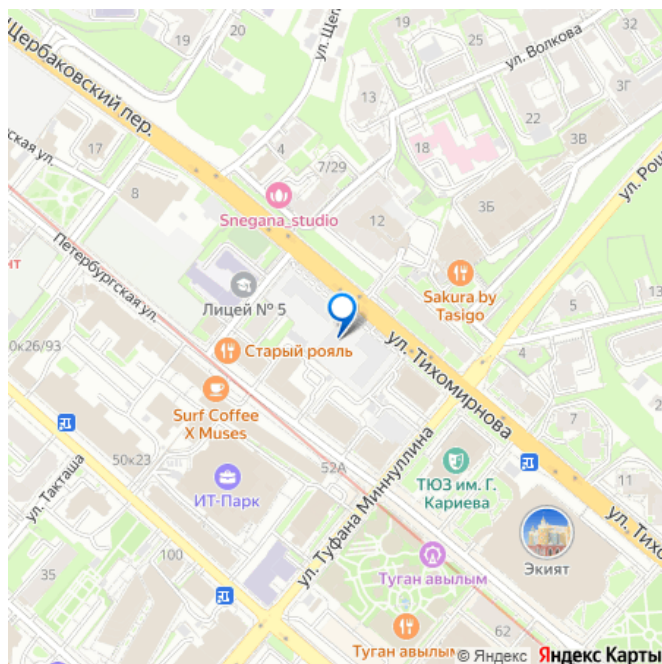 19
20
19
ул. Щег
32
ул. Волкова
Щербаковский пер.
13
3Г
22
4
18
17
7/29
3В
ская ул.
8
ул. Рош
Snegana_studio
12
3Б
Петербургская ул.
нт
Лицей № 5
Sakura by
Tasigo
5
4
0к26/93
Старый рояль
ул. Тихомирнова
Surf Coffee
X Muses
7
50к23
52А
ул. Такташа
ИТ-Парк
ул. Туфана Миннуллина
ТЮЗ им. Г.
Кариева
11
ул. Тихо
100
Экият
35
Туган авылым
62
Туган авылым
© Яндекс Яндекс Карты